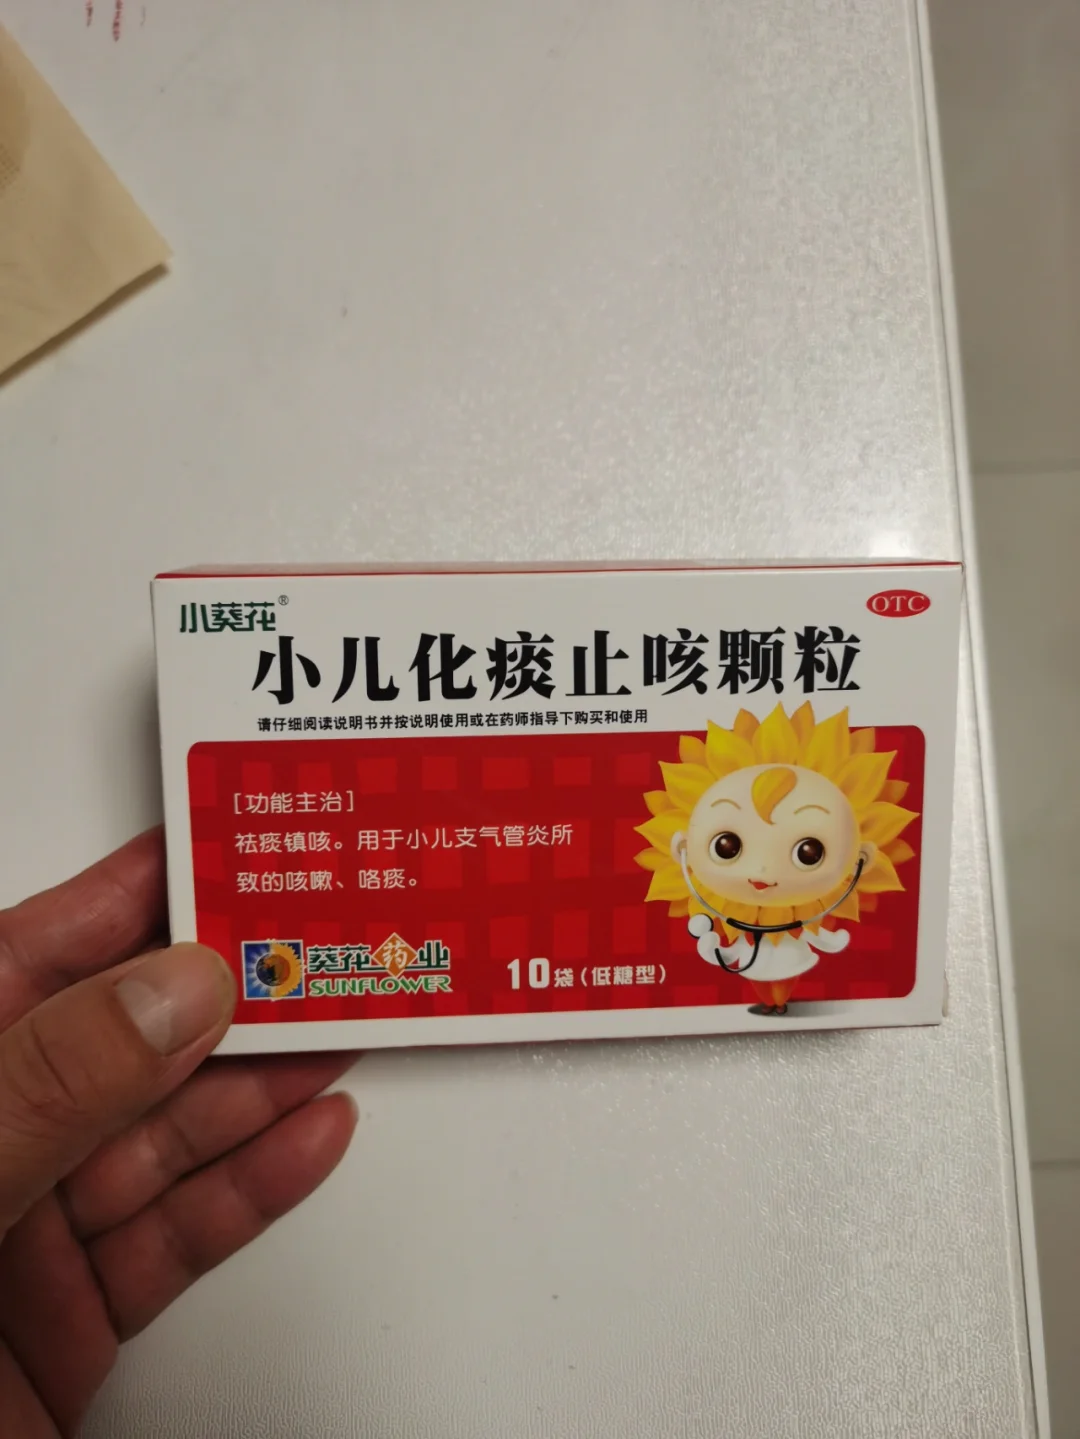 小葵花®
OTC
小儿化痰止咳颗粒
请仔细阅读说明书并按说明使用或在药师指导下购买和使用
[功能主治]
祛痰镇咳。用于小儿支气管炎所
致的咳嗽、咯痰。
葵花药业
SUNFLOWER
10袋(低糖型)